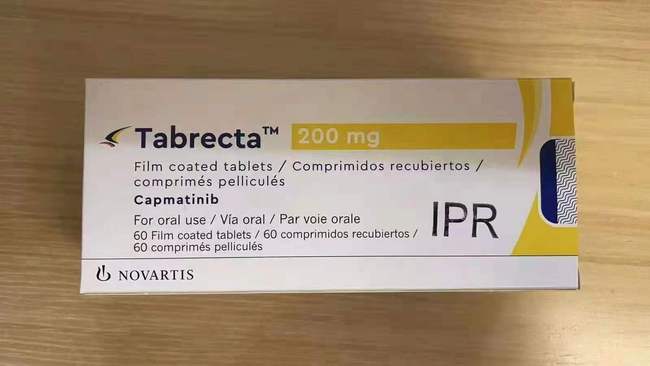 Tabrecta™ 200 mg
Film coated tablets / Comprimidos recubiertos /
comprimés pelliculés
Capmatinib
For oral use / Vía oral / Par voie orale
60 Film coated tablets / 60 comprimidos recubiertos /
60 comprimés pelliculés
IPR
NOVARTIS